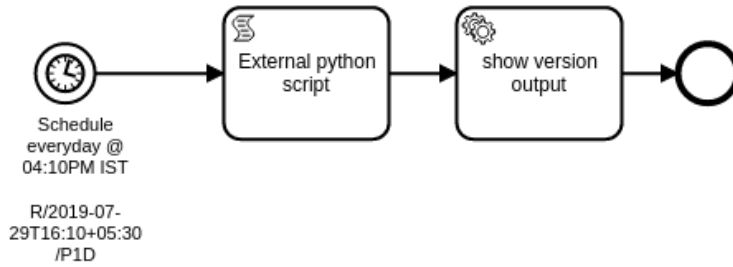 External python
script
show version
output
Schedule
everyday @
04:10PM IST
R/2019-07-
29T16:10+05:30
/P1D